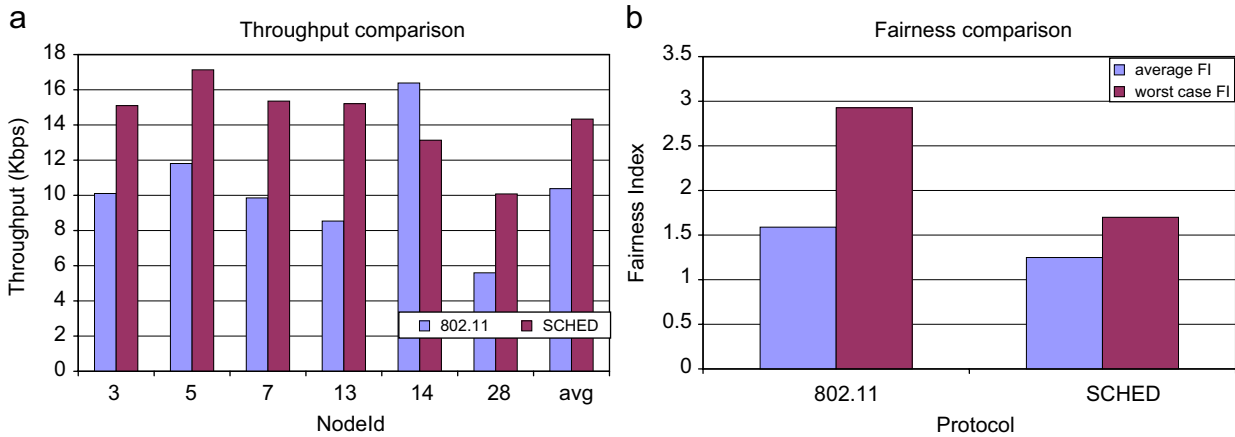 a
Throughput comparison
18
16
14
12
10
8
6
4
2
0
Throughput (Kbps)
802.11
SCHED
3 5 7 13 14 28 avg
NodeId
b
Fairness comparison
3.5
3
2.5
2
1.5
1
0.5
0
Fairness Index
average FI
worst case FI
802.11 SCHED
Protocol